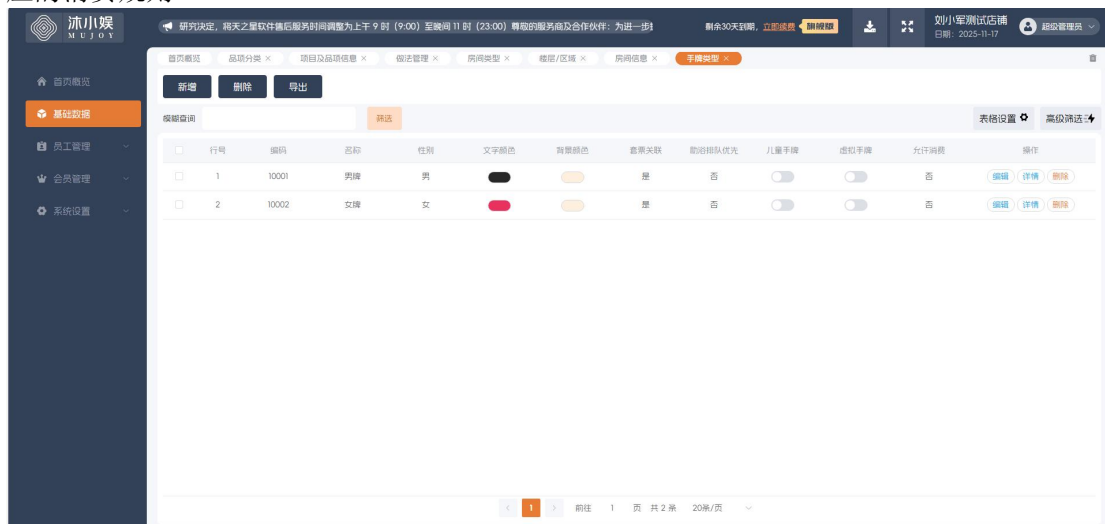 沐小娱
MUJOY
研究决定，将天之星软件售后服务时间调整为上午 9 时 (9:00) 至晚间 11 时 (23:00) 尊敬的服务商及合作伙伴：为进一步
剩余30天到期，立即续费 旗舰版
刘小军测试店铺
日期：2025-11-17
超级管理员
首页概览 品项分类 × 项目及品项信息 × 做法管理 × 房间类型 × 楼层/区域 × 房间信息 × 手牌类型 ×
首页概览
基础数据
员工管理
会员管理
系统设置
新增 删除 导出
模糊查询 筛选 表格设置 高级筛选
行号 编码 名称 性别 文字颜色 背景颜色 套票关联 助浴排队优先 儿童手牌 虚拟手牌 允许消费 操作
1 10001 男牌 男 是 否 否 编辑 详情 删除
2 10002 女牌 女 是 否 否 编辑 详情 删除
< 1 > 前往 1 页 共 2 条 20条/页